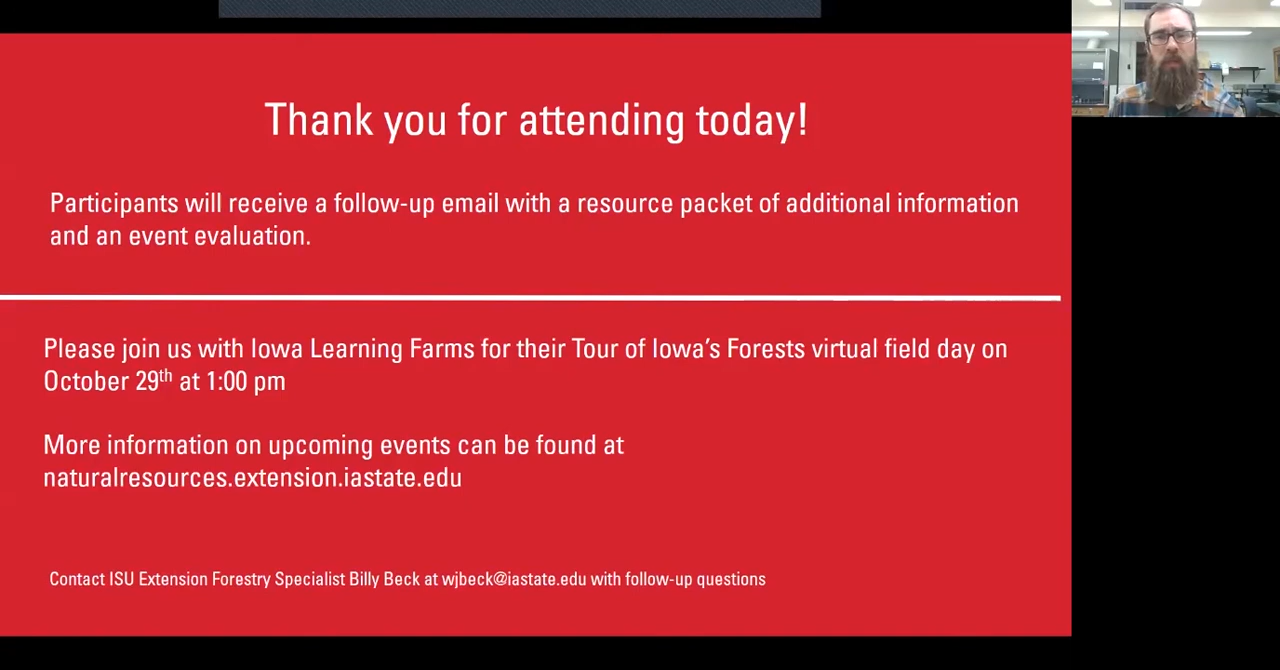 Thank you for attending today!
Participants will receive a follow-up email with a resource packet of additional information
and an event evaluation.
Please join us with Iowa Learning Farms for their Tour of Iowa’s Forests virtual field day on
October 29th at 1:00 pm
More information on upcoming events can be found at
naturalresources.extension.iastate.edu
Contact ISU Extension Forestry Specialist Billy Beck at wjbeck@iastate.edu with follow-up questions